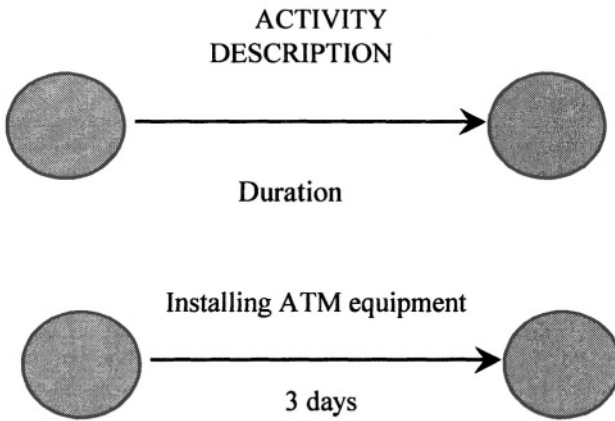 ACTIVITY
DESCRIPTION
Duration
Installing ATM equipment
3 days